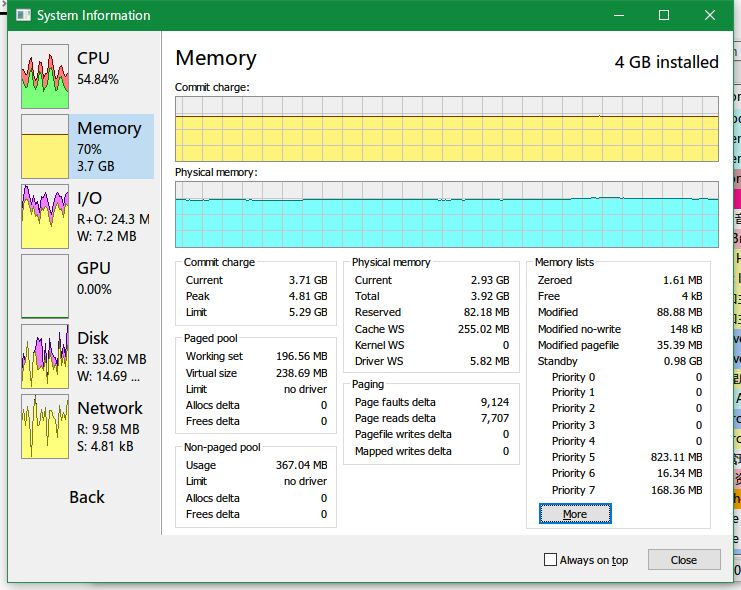 System Information
CPU
54.84%
Memory
70%
3.7 GB
I/O
R+O: 24.3 M
W: 7.2 MB
GPU
0.00%
Disk
R: 33.02 MB
W: 14.69 ...
Network
R: 9.58 MB
S: 4.81 kB
Back
Memory
4 GB installed
Commit charge:
Physical memory:
Commit charge
Current 3.71 GB
Peak 4.81 GB
Limit 5.29 GB
Paged pool
Working set 196.56 MB
Virtual size 238.69 MB
Limit no driver
Allocs delta 0
Frees delta 0
Non-paged pool
Usage 367.04 MB
Limit no driver
Allocs delta 0
Frees delta 0
Physical memory
Current 2.93 GB
Total 3.92 GB
Reserved 82.18 MB
Cache WS 255.02 MB
Kernel WS 0
Driver WS 5.82 MB
Paging
Page faults delta 9,124
Page reads delta 7,707
Pagefile writes delta 0
Mapped writes delta 0
Memory lists
Zeroed 1.61 MB
Free 4 kB
Modified 88.88 MB
Modified no-write 148 kB
Modified pagefile 35.39 MB
Standby 0.98 GB
Priority 0 0
Priority 1 0
Priority 2 0
Priority 3 0
Priority 4 0
Priority 5 823.11 MB
Priority 6 16.34 MB
Priority 7 168.36 MB
More
Always on top
Close